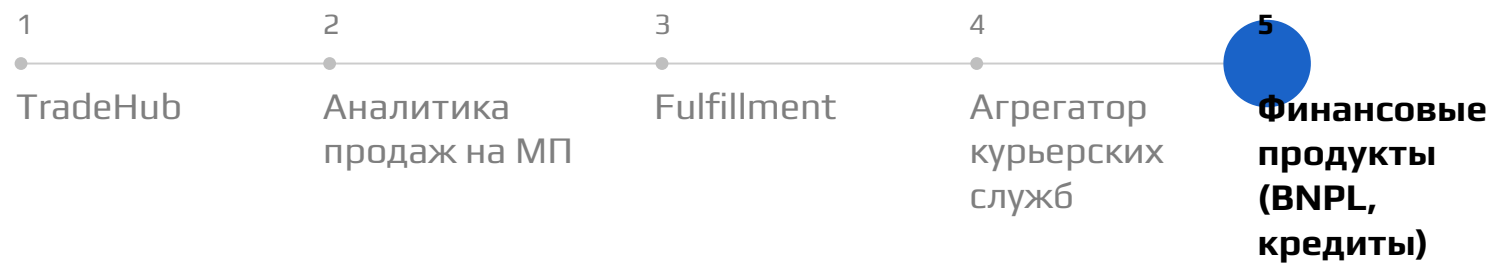 1
TradeHub
2
Аналитика
продаж на МП
3
Fulfillment
4
Агрегатор
курьерских
служб
5
Финансовые
продукты
(BNPL,
кредиты)